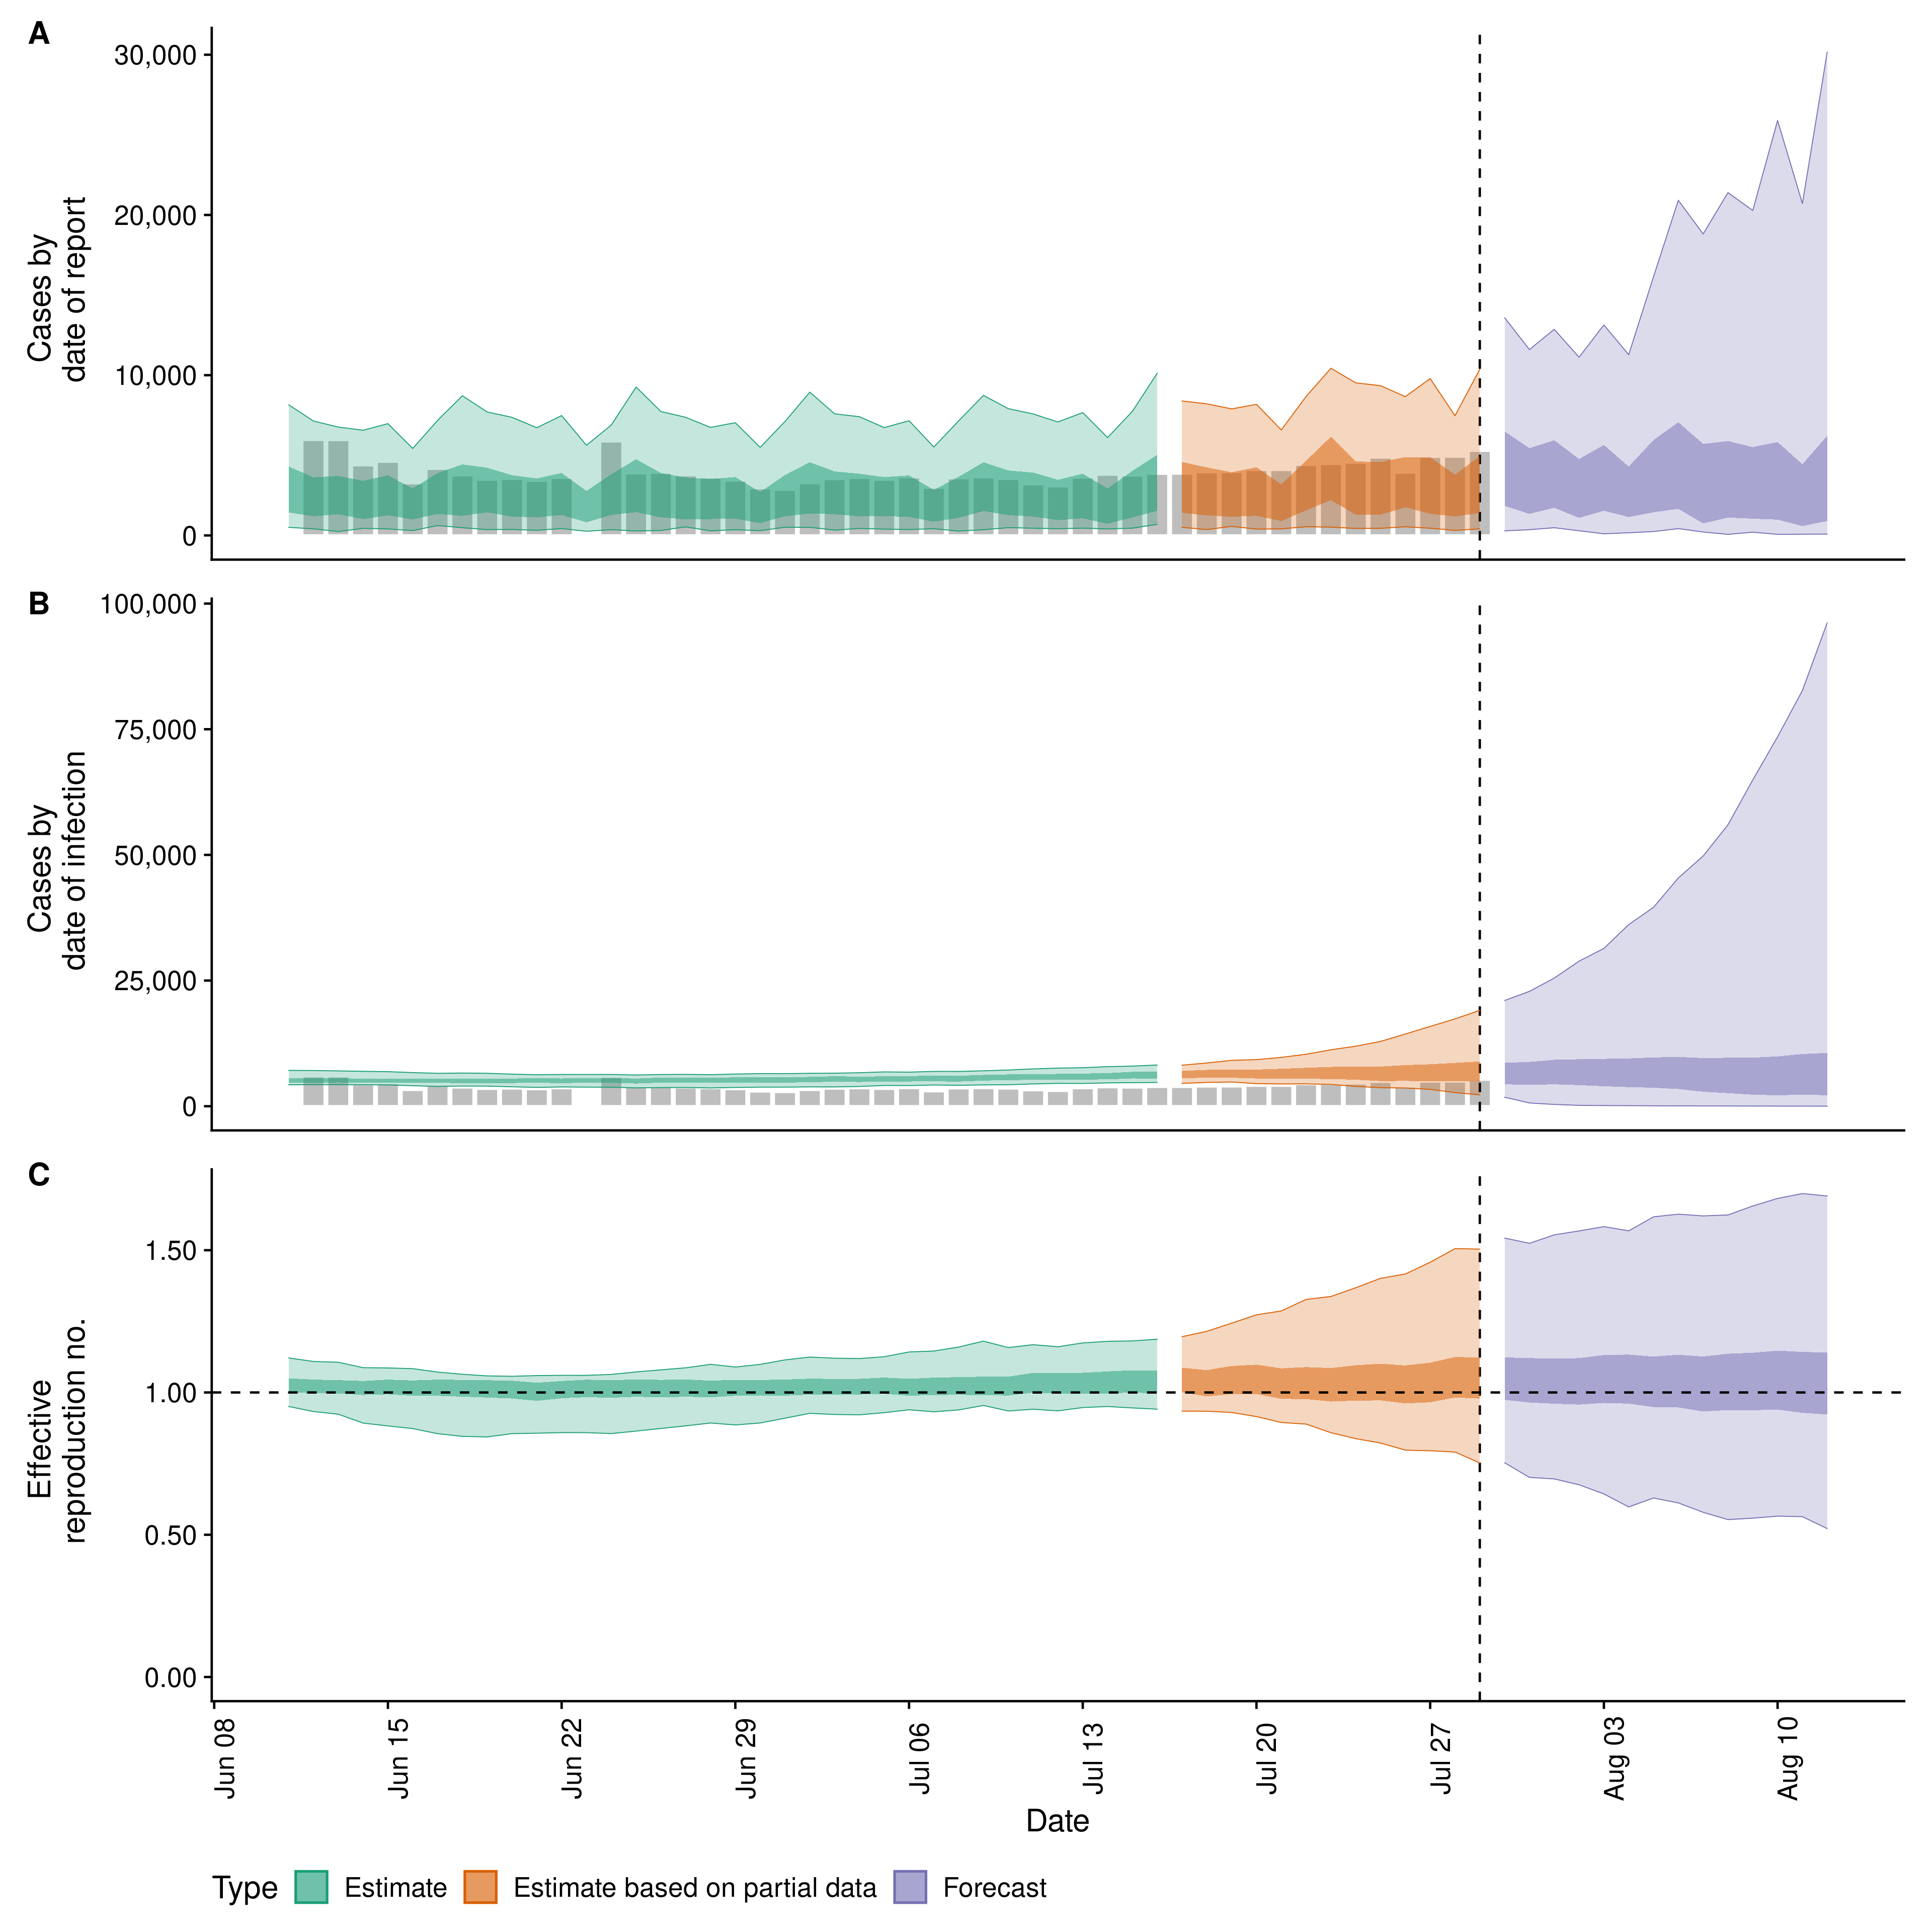 A
30,000
20,000
10,000
0
Cases by
date of report
B
100,000
75,000
50,000
25,000
0
Cases by
date of infection
C
1.50
1.00
0.50
0.00
Effective
reproduction no.
Jun 08
Jun 15
Jun 22
Jun 29
Jul 06
Jul 13
Jul 20
Jul 27
Aug 03
Aug 10
Date
Type Estimate Estimate based on partial data Forecast